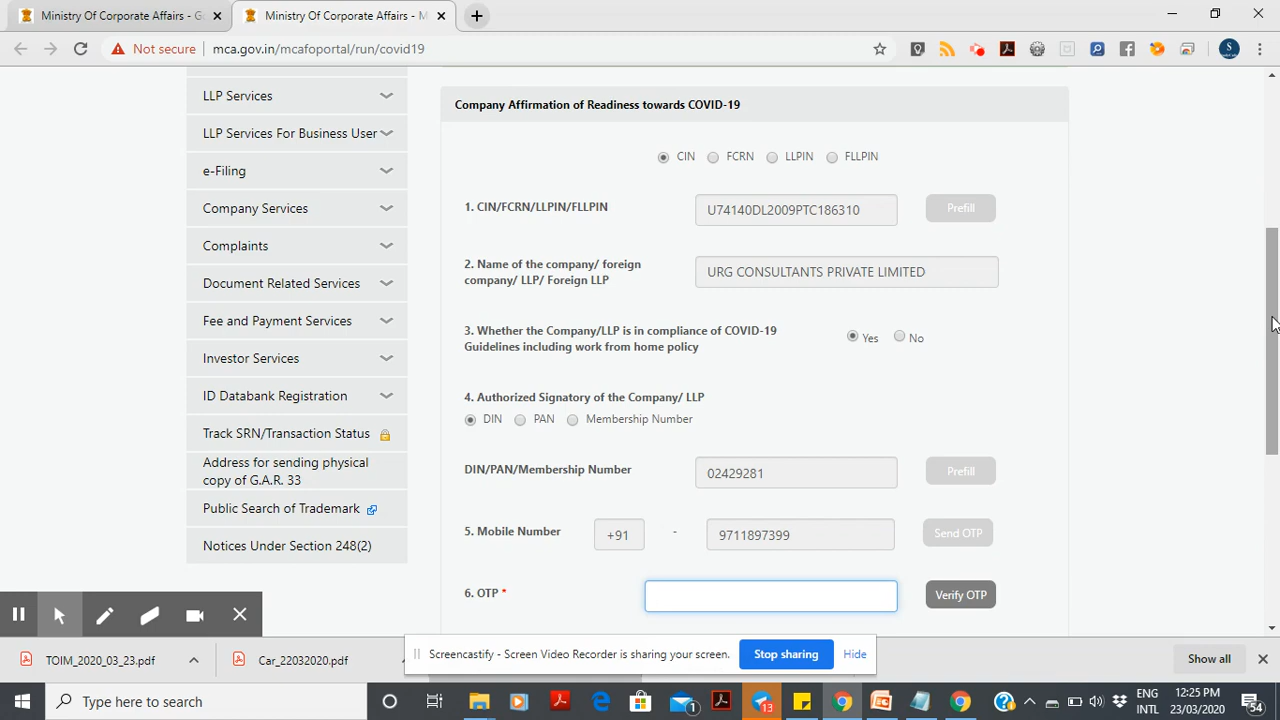 Ministry Of Corporate Affairs - G
Ministry Of Corporate Affairs - M
Not secure
mca.gov.in/mcafoportal/run/covid19
LLP Services
LLP Services For Business User
e-Filing
Company Services
Complaints
Document Related Services
Fee and Payment Services
Investor Services
ID Databank Registration
Track SRN/Transaction Status
Address for sending physical
copy of G.A.R. 33
Public Search of Trademark
Notices Under Section 248(2)
Company Affirmation of Readiness towards COVID-19
CIN FCRN LLPIN FLLPIN
1. CIN/FCRN/LLPIN/FLLPIN
U74140DL2009PTC186310
Prefill
2. Name of the company/ foreign
company/ LLP/ Foreign LLP
URG CONSULTANTS PRIVATE LIMITED
3. Whether the Company/LLP is in compliance of COVID-19
Guidelines including work from home policy
Yes No
4. Authorized Signatory of the Company/ LLP
DIN PAN Membership Number
DIN/PAN/Membership Number
02429281
Prefill
5. Mobile Number
+91
-
9711897399
Send OTP
6. OTP *
Verify OTP
Screencastify - Screen Video Recorder is sharing your screen.
Stop sharing
Hide
TOIM_2020_03_23.pdf
Car_22032020.pdf
Show all
Type here to search
1
13
ENG
INTL
12:25 PM
23/03/2020
54